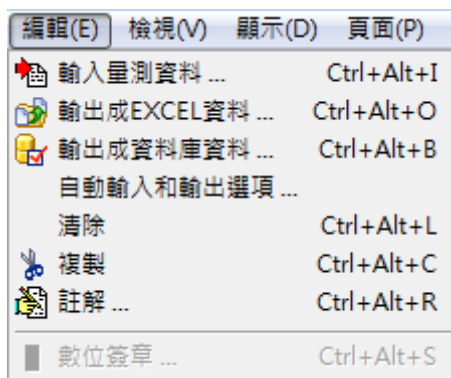 編輯(E) 檢視(V) 顯示(D) 頁面(P)
輸入量測資料 ... Ctrl+Alt+I
輸出成EXCEL資料 ... Ctrl+Alt+O
輸出成資料庫資料 ... Ctrl+Alt+B
自動輸入和輸出選項 ...
清除 Ctrl+Alt+L
複製 Ctrl+Alt+C
註解 ... Ctrl+Alt+R
數位簽章 ... Ctrl+Alt+S